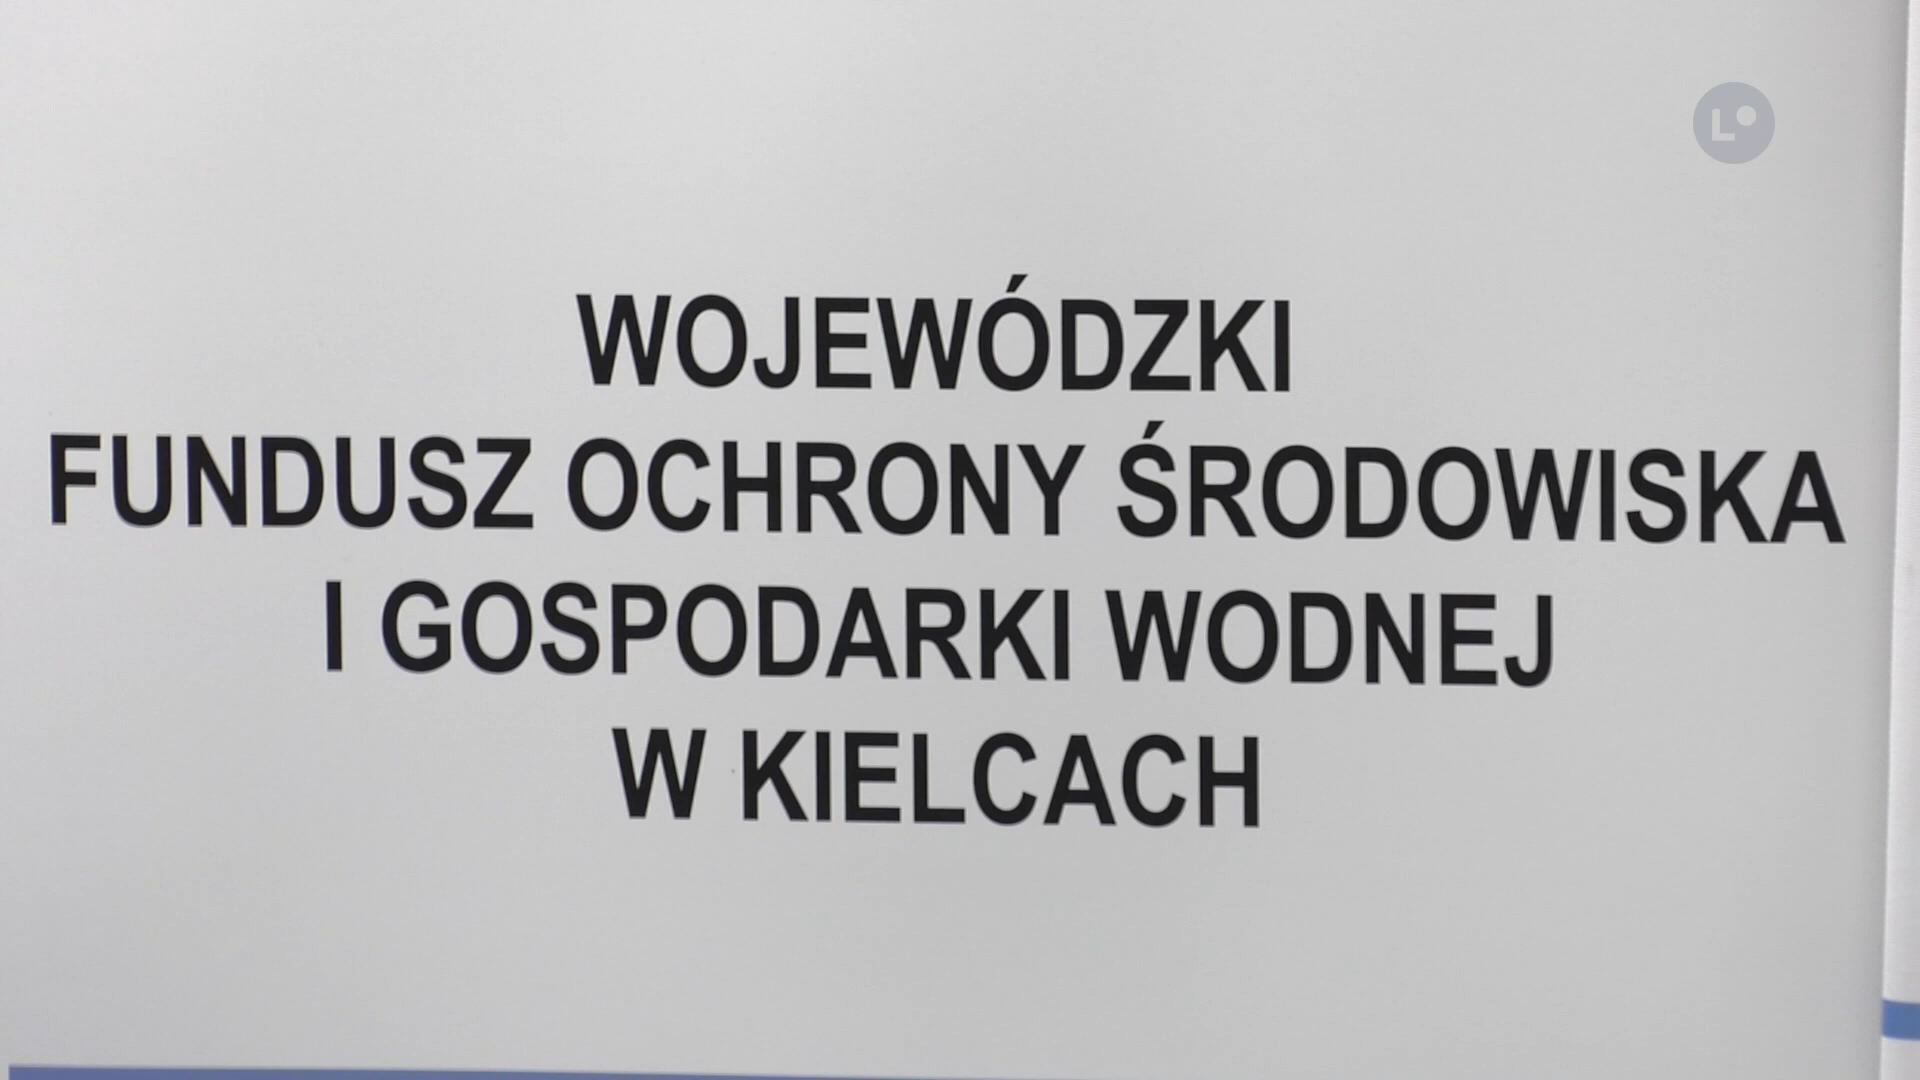 L
WOJEWÓDZKI
FUNDUSZ OCHRONY ŚRODOWISKA
I GOSPODARKI WODNEJ
W KIELCACH